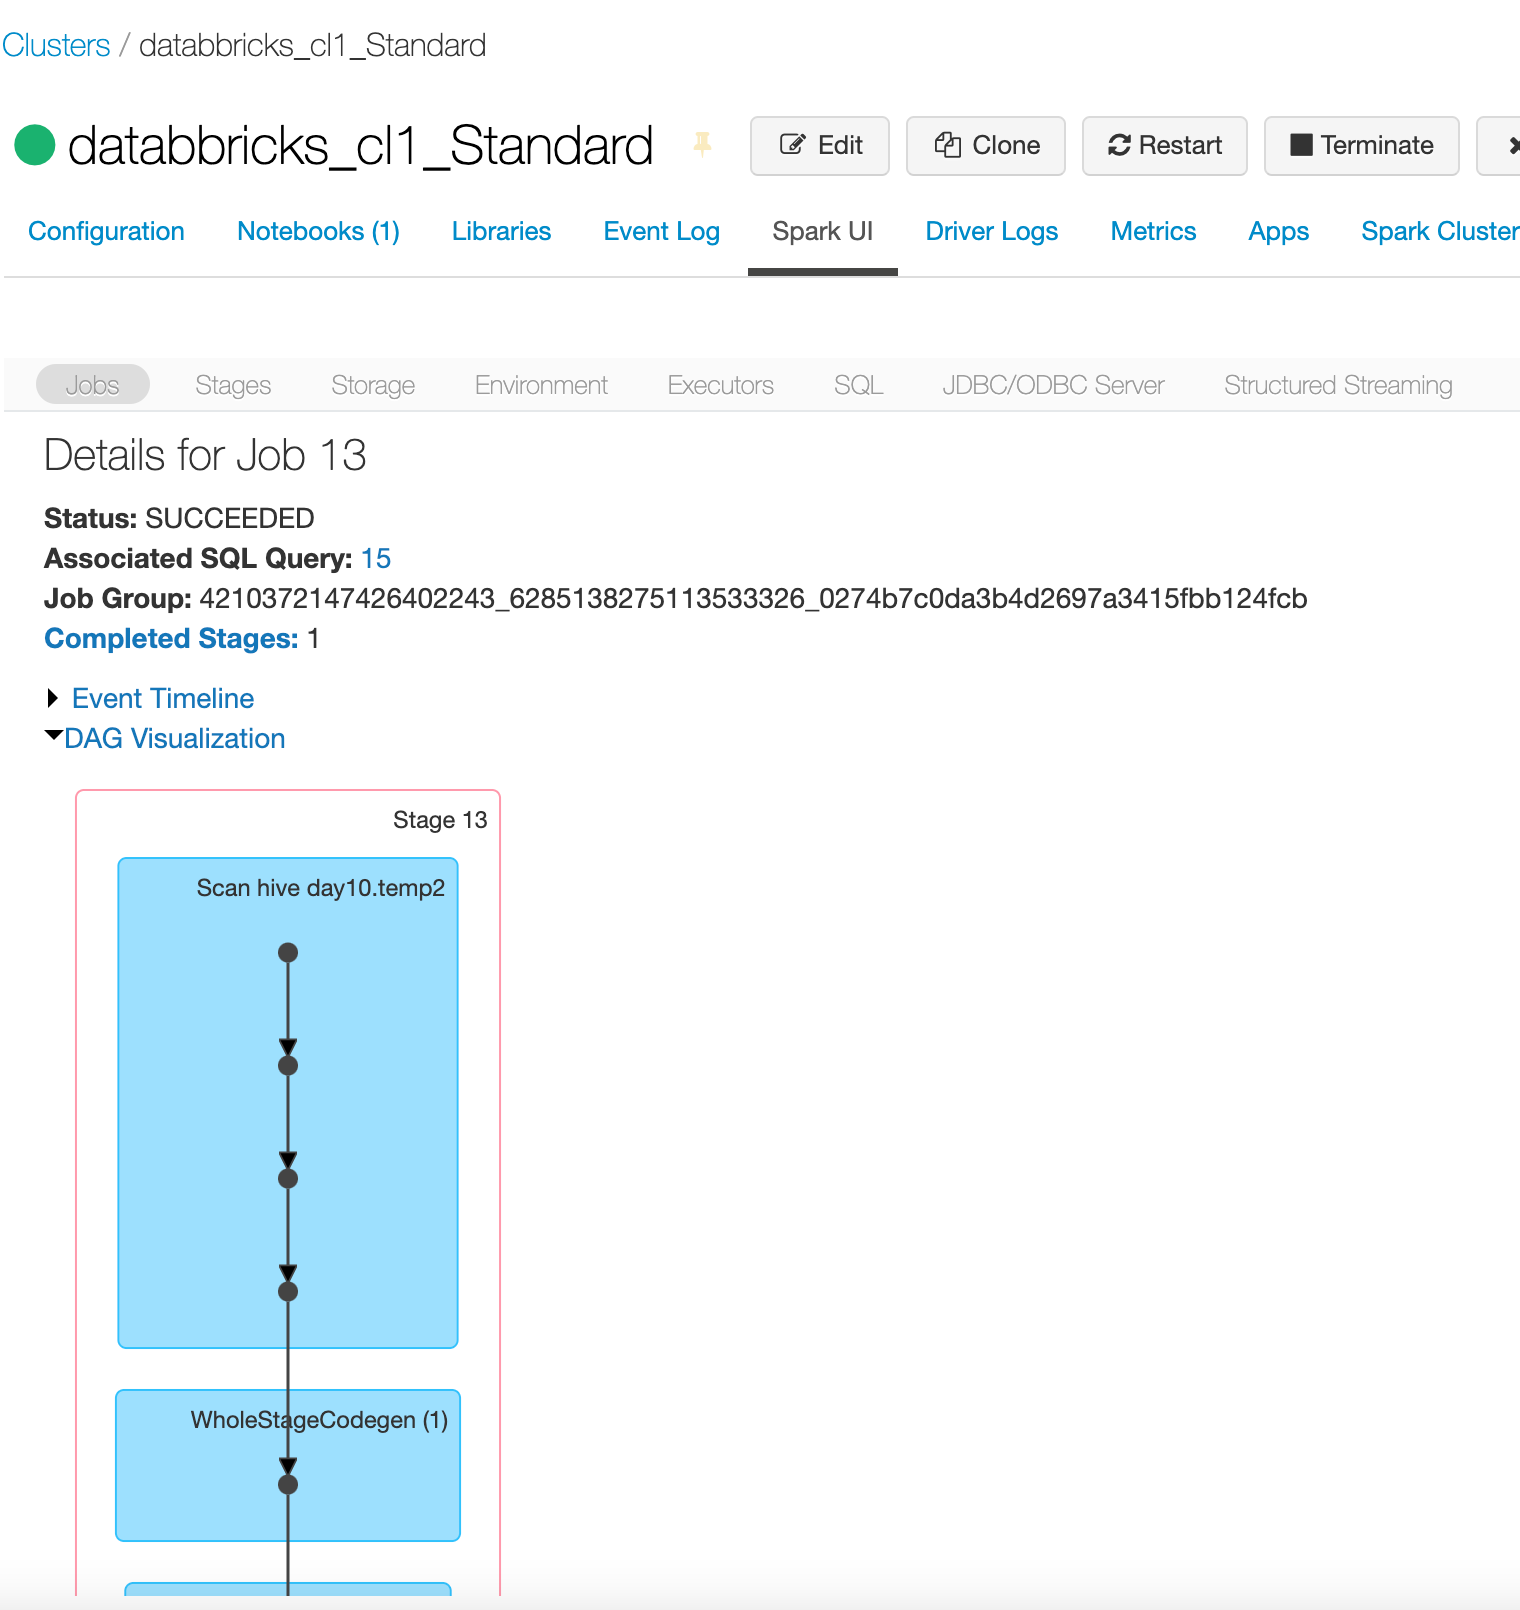 Clusters / databbricks_cl1_Standard
databbricks_cl1_Standard Edit Clone Restart Terminate
Configuration Notebooks (1) Libraries Event Log Spark UI Driver Logs Metrics Apps Spark Cluster
Jobs Stages Storage Environment Executors SQL JDBC/ODBC Server Structured Streaming
Details for Job 13
Status: SUCCEEDED
Associated SQL Query: 15
Job Group: 4210372147426402243_6285138275113533326_0274b7c0da3b4d2697a3415fbb124fcb
Completed Stages: 1
Event Timeline
DAG Visualization
Stage 13
Scan hive day10.temp2
WholeStageCodegen (1)